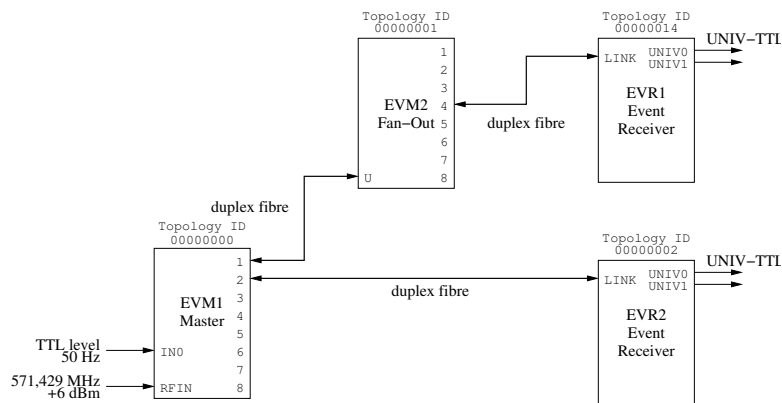 Topology ID
00000001
1
2
3
4
5
6
7
8
EVM2
Fan-Out
U
Topology ID
00000014
LINK
UNIV0
UNIV1
EVR1
Event
Receiver
UNIV-TTL
duplex fibre
duplex fibre
Topology ID
00000000
1
2
3
4
5
6
7
8
EVM1
Master
IN0
RFIN
TTL level
50 Hz
571,429 MHz
+6 dBm
duplex fibre
Topology ID
00000002
LINK
UNIV0
UNIV1
EVR2
Event
Receiver
UNIV-TTL